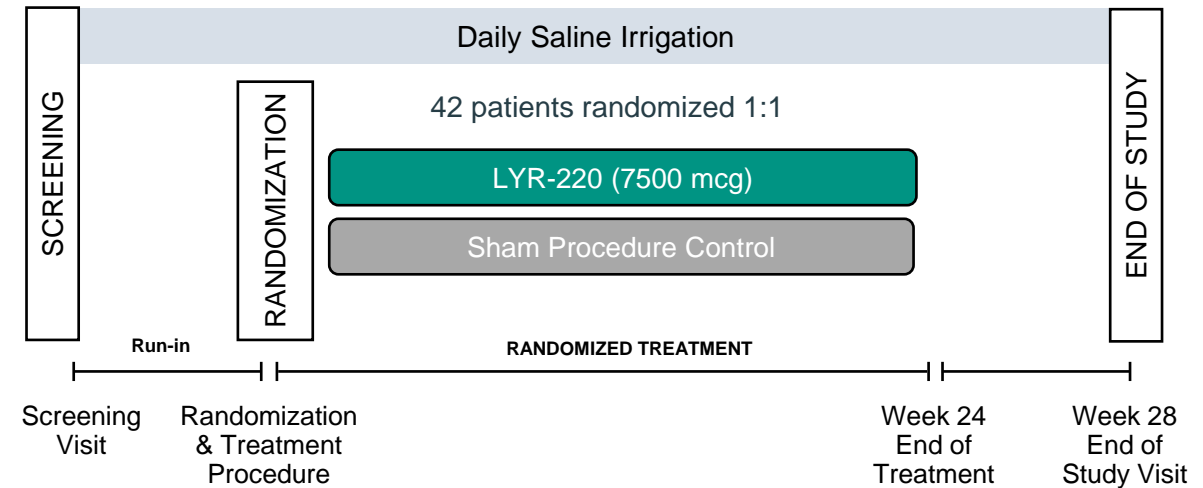 Daily Saline Irrigation
SCREENING
RANDOMIZATION
42 patients randomized 1:1
LYR-220 (7500 mcg)
Sham Procedure Control
END OF STUDY
Run-in
RANDOMIZED TREATMENT
Screening
Visit
Randomization
& Treatment
Procedure
Week 24
End of
Treatment
Week 28
End of
Study Visit